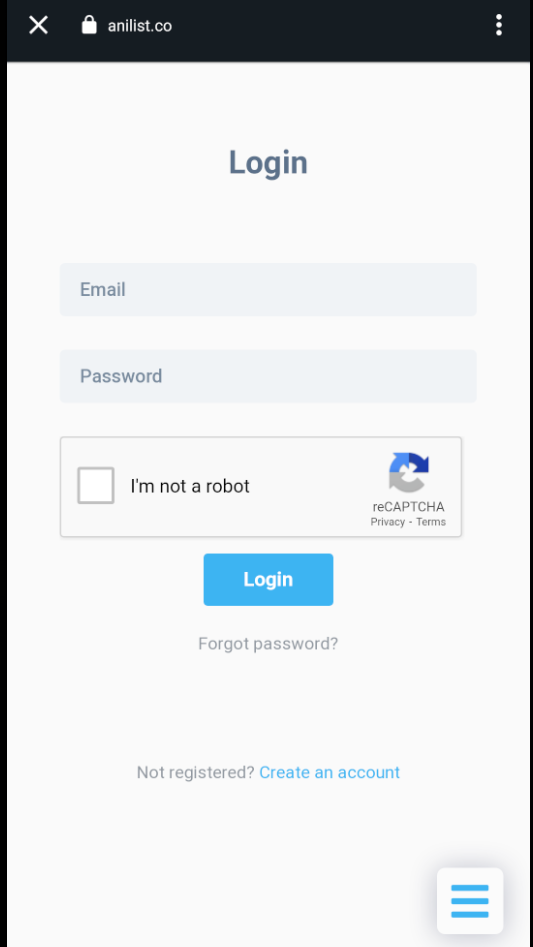 anilist.co
Login
Email
Password
I'm not a robot
reCAPTCHA
Privacy - Terms
Login
Forgot password?
Not registered? Create an account